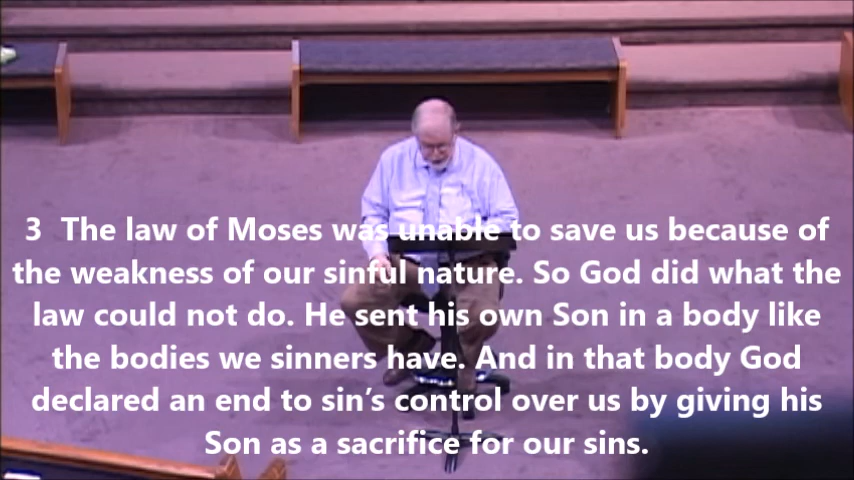 3  The law of Moses was unable to save us because of
the weakness of our sinful nature. So God did what the
law could not do. He sent his own Son in a body like
the bodies we sinners have. And in that body God
declared an end to sin’s control over us by giving his
Son as a sacrifice for our sins.